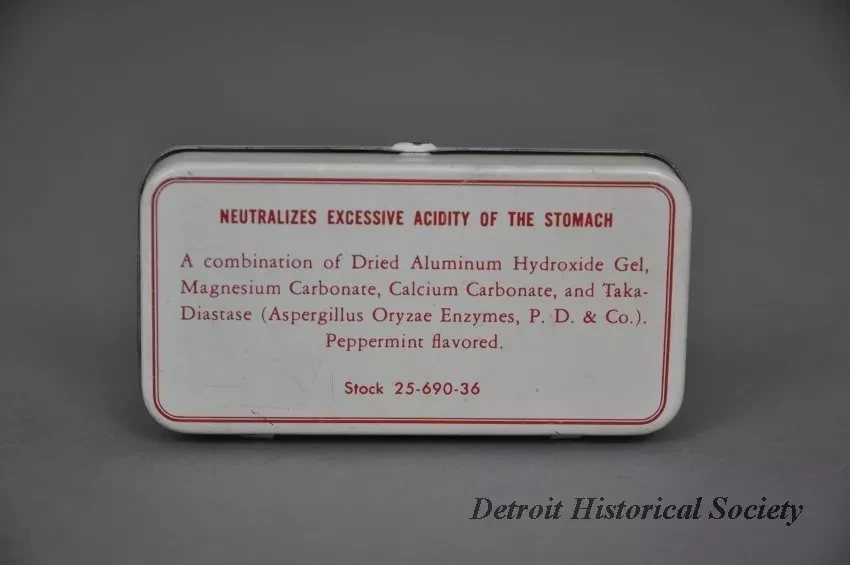 NEUTRALIZES EXCESSIVE ACIDITY OF THE STOMACH
A combination of Dried Aluminum Hydroxide Gel,
Magnesium Carbonate, Calcium Carbonate, and Taka-
Diastase (Aspergillus Oryzae Enzymes, P. D. & Co.).
Peppermint flavored.
Stock 25-690-36
Detroit Historical Society